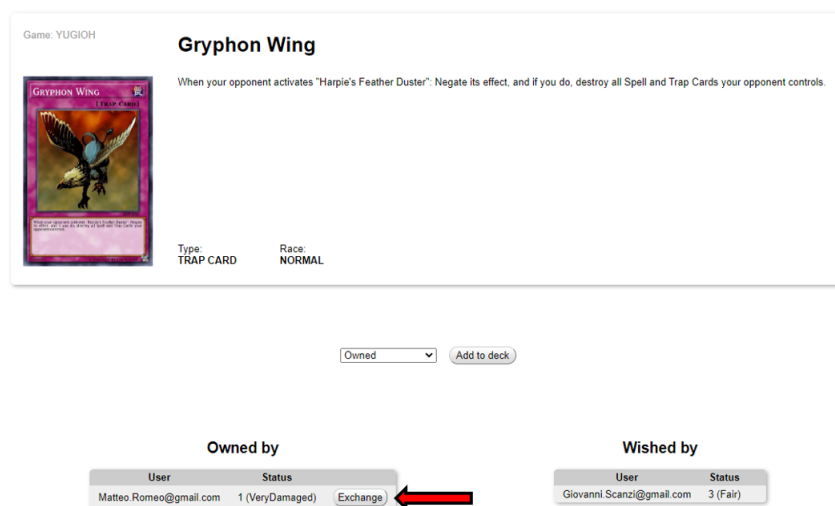 Game: YUGIOH
Gryphon Wing
When your opponent activates "Harpie's Feather Duster": Negate its effect, and if you do, destroy all Spell and Trap Cards your opponent controls.
GRYPHON WING
[TRAP CARD]
Type:
TRAP CARD
Race:
NORMAL
Owned
Add to deck
Owned by
User Status
Matteo.Romeo@gmail.com 1 (VeryDamaged) Exchange
Wished by
User Status
Giovanni.Scanzi@gmail.com 3 (Fair)